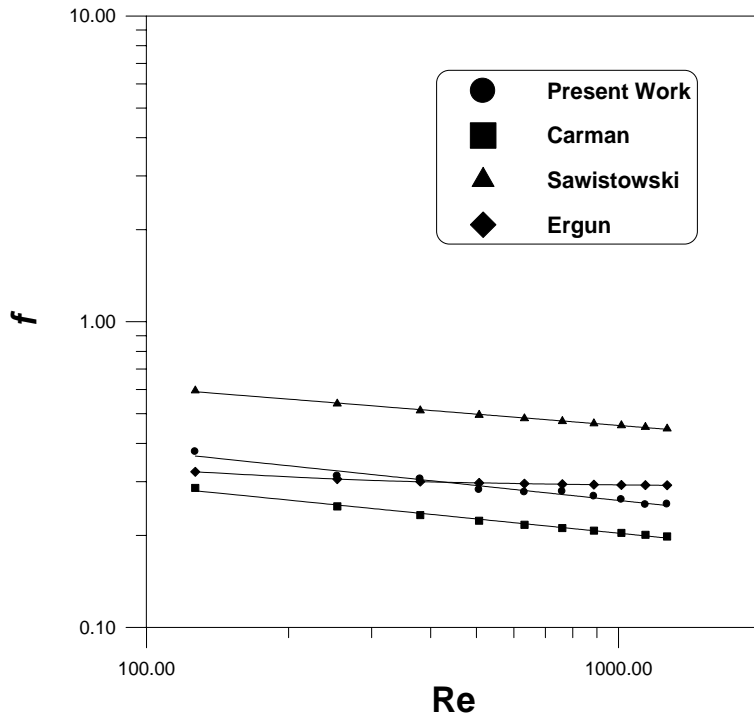 10.00
Present Work
Carman
Sawistowski
Ergun
f
1.00
0.10
100.00
1000.00
Re